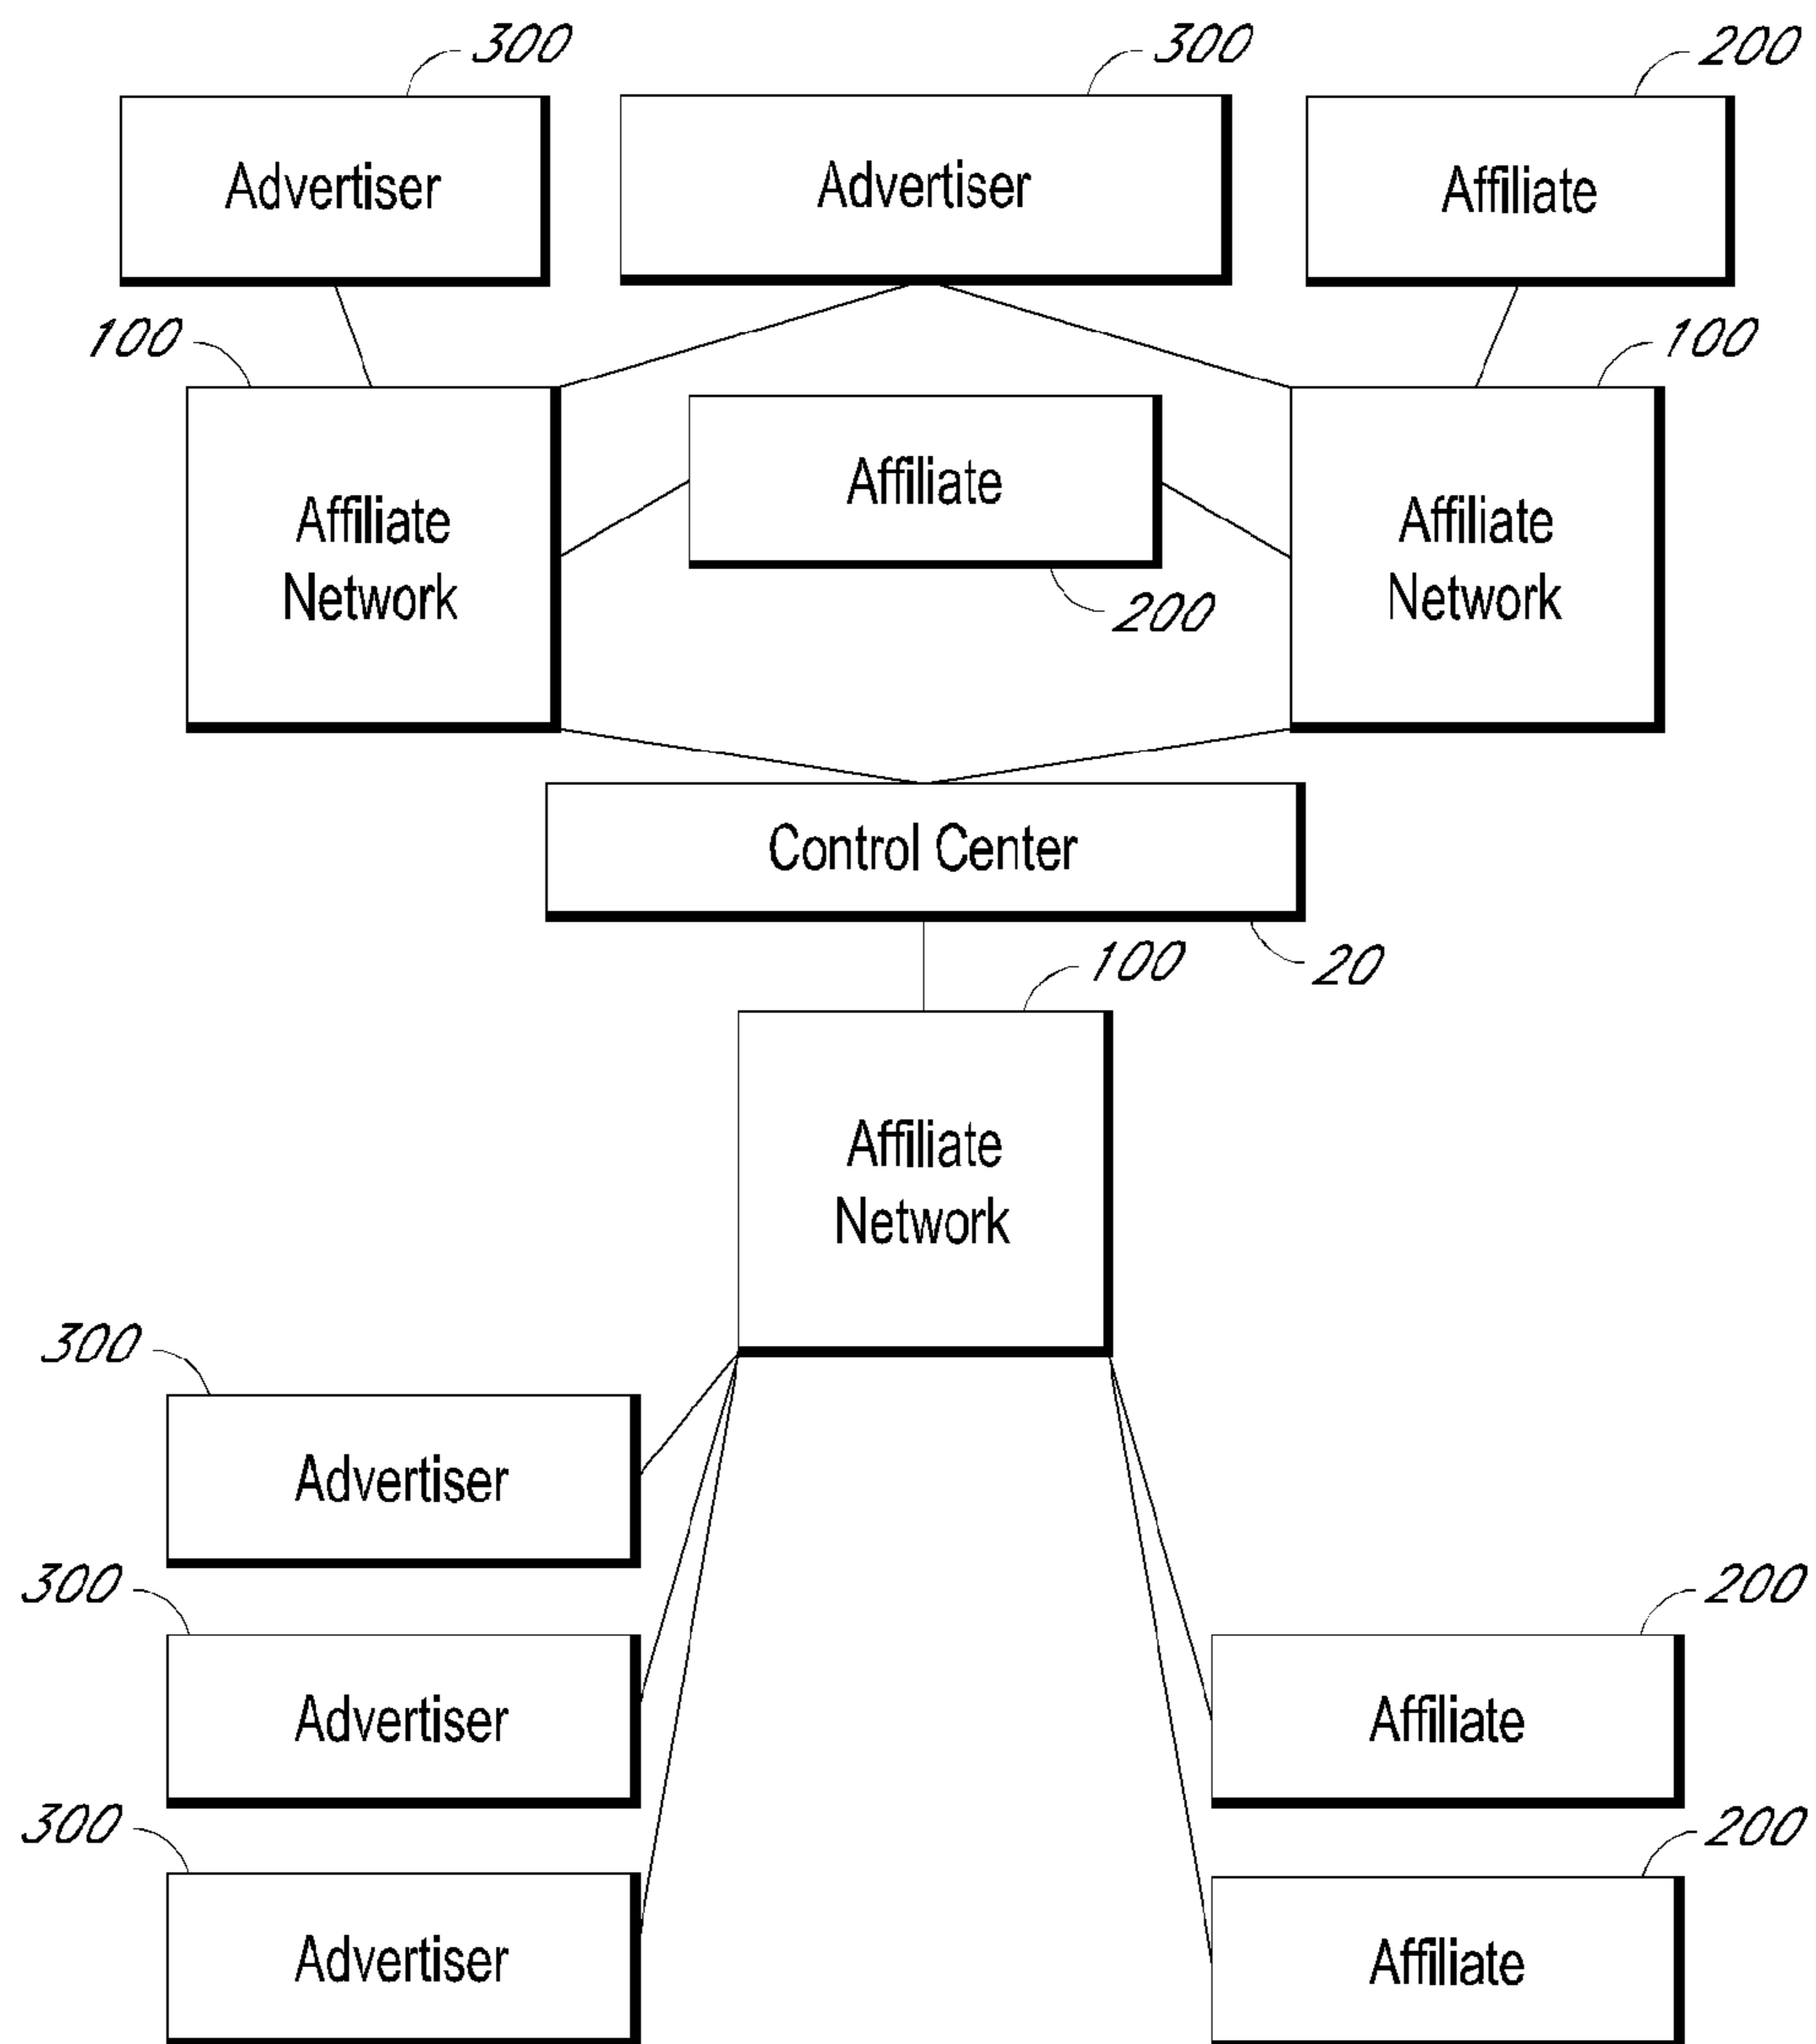 300
300
200
Advertiser
Advertiser
Affiliate
100
100
Affiliate
Network
Affiliate
Affiliate
Network
200
Control Center
100
20
Affiliate
Network
300
Advertiser
300
200
Advertiser
Affiliate
300
200
Advertiser
Affiliate